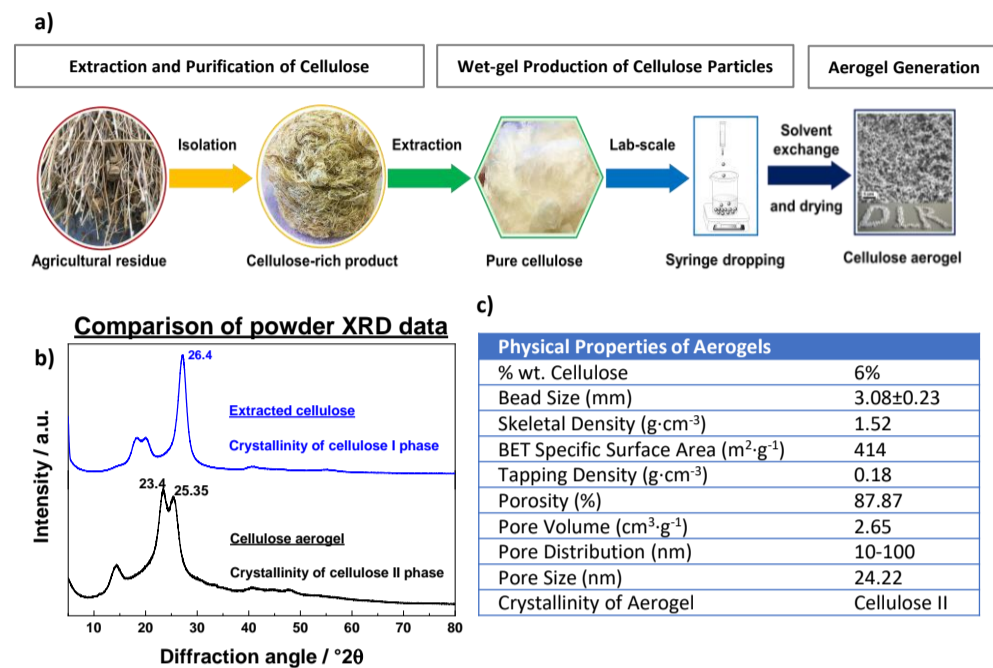 a)
Extraction and Purification of Cellulose
Wet-gel Production of Cellulose Particles
Aerogel Generation
Isolation
Extraction
Lab-scale
Solvent
exchange
and drying
DLR
Agricultural residue
Cellulose-rich product
Pure cellulose
Syringe dropping
Cellulose aerogel
b)
Comparison of powder XRD data
26.4
Extracted cellulose
Crystallinity of cellulose I phase
23.4
25.35
Cellulose aerogel
Crystallinity of cellulose II phase
Intensity / a.u.
10 20 30 40 50 60 70 80
Diffraction angle / °2θ
c)
Physical Properties of Aerogels
% wt. Cellulose 6%
Bead Size (mm) 3.08±0.23
Skeletal Density (g·cm⁻³) 1.52
BET Specific Surface Area (m²·g⁻¹) 414
Tapping Density (g·cm⁻³) 0.18
Porosity (%) 87.87
Pore Volume (cm³·g⁻¹) 2.65
Pore Distribution (nm) 10-100
Pore Size (nm) 24.22
Crystallinity of Aerogel Cellulose II